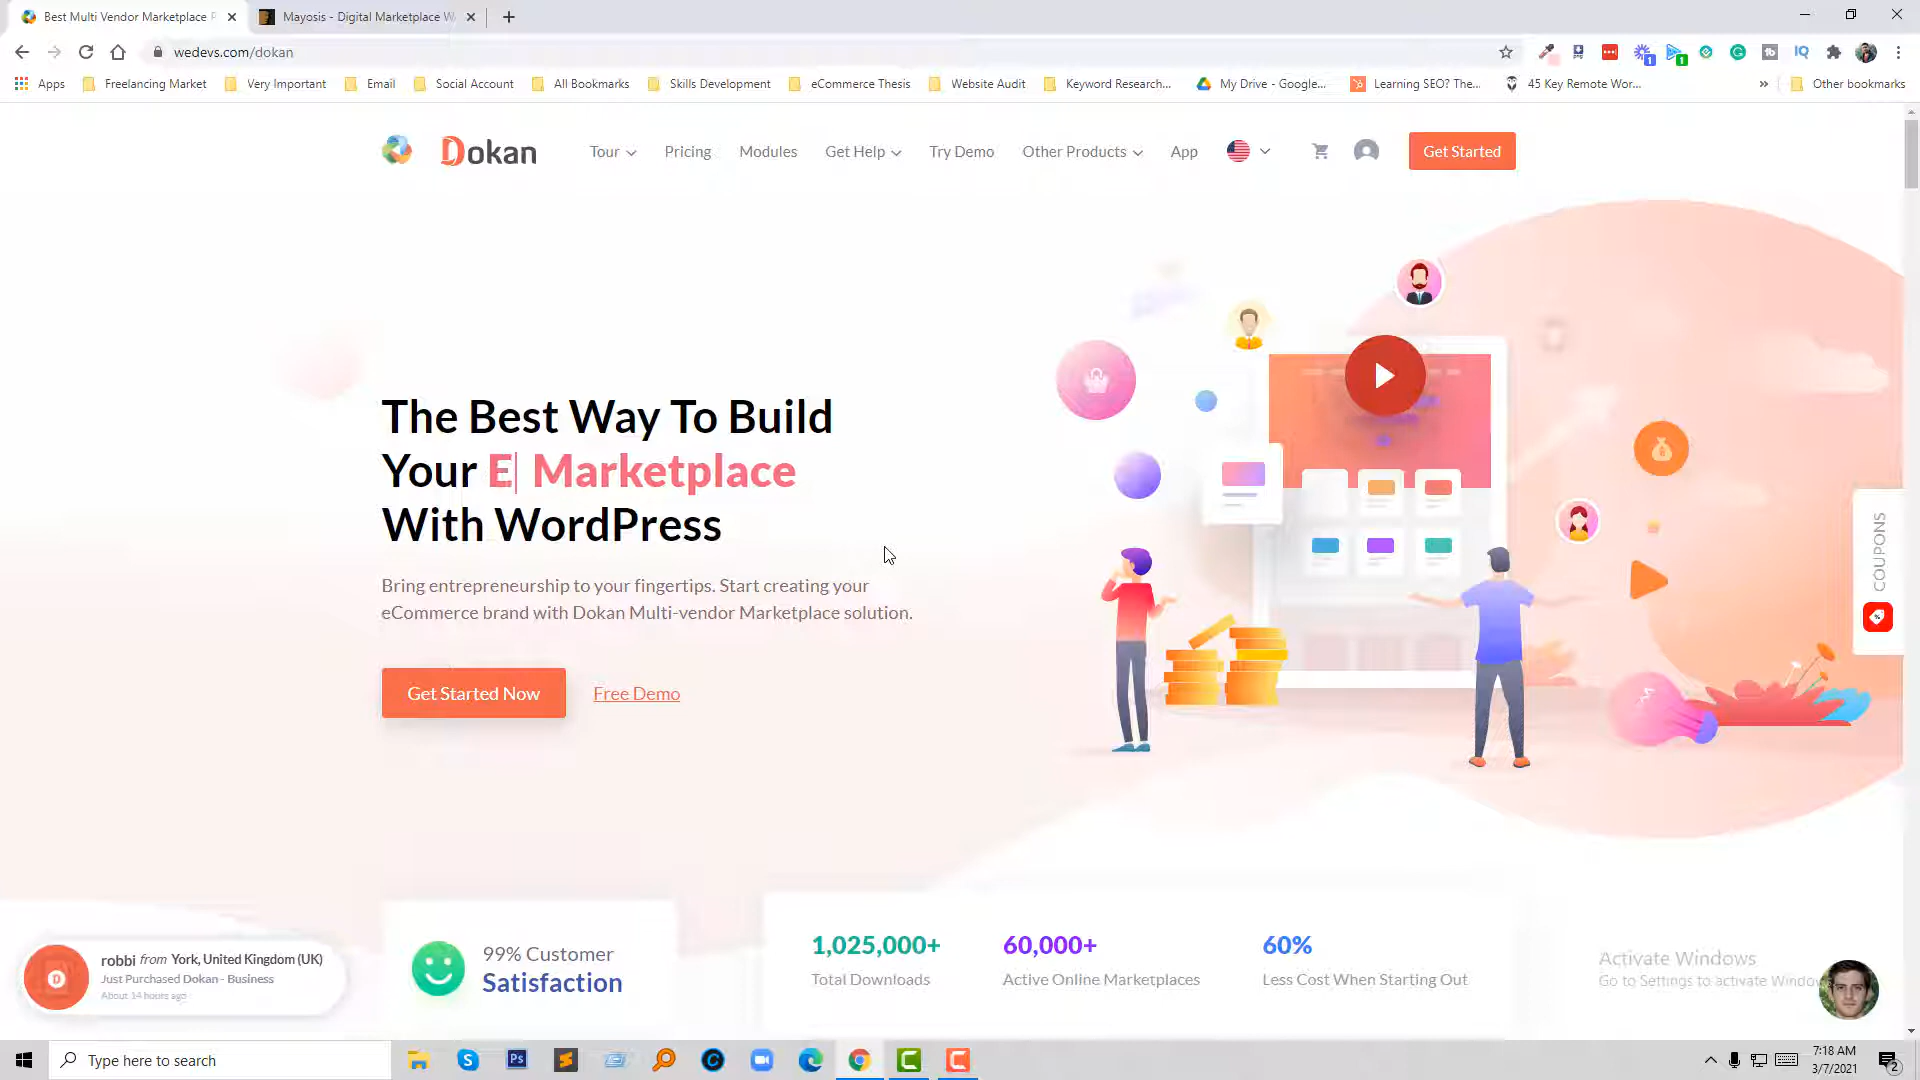 Best Multi Vendor Marketplace P
Mayosis - Digital Marketplace W
wedevs.com/dokan
Apps
Freelancing Market
Very Important
Email
Social Account
All Bookmarks
Skills Development
eCommerce Thesis
Website Audit
Keyword Research...
My Drive - Google...
Learning SEO? The...
45 Key Remote Wor...
Other bookmarks
Dokan
Tour
Pricing
Modules
Get Help
Try Demo
Other Products
App
Get Started
The Best Way To Build
Your E| Marketplace
With WordPress
Bring entrepreneurship to your fingertips. Start creating your
eCommerce brand with Dokan Multi-vendor Marketplace solution.
Get Started Now
Free Demo
COUPONS
robbi from York, United Kingdom (UK)
Just Purchased Dokan - Business
About 14 hours ago
99% Customer
Satisfaction
1,025,000+
Total Downloads
60,000+
Active Online Marketplaces
60%
Less Cost When Starting Out
Activate Windows
Go to Settings to activate Windows
Type here to search
7:18 AM
3/7/2021